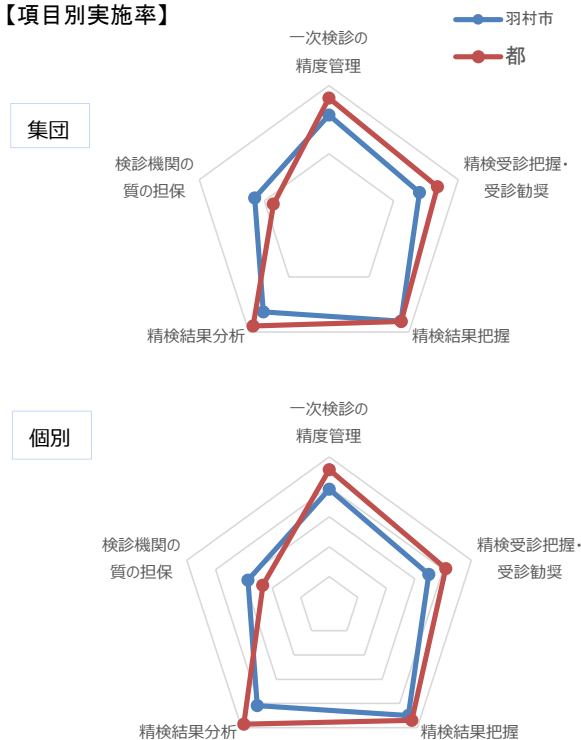 【項目別実施率】
羽村市
都
集団
一次検診の
精度管理
精検受診把握・
受診勧奨
精検結果把握
精検結果分析
検診機関の
質の担保
個別
一次検診の
精度管理
精検受診把握・
受診勧奨
精検結果把握
精検結果分析
検診機関の
質の担保